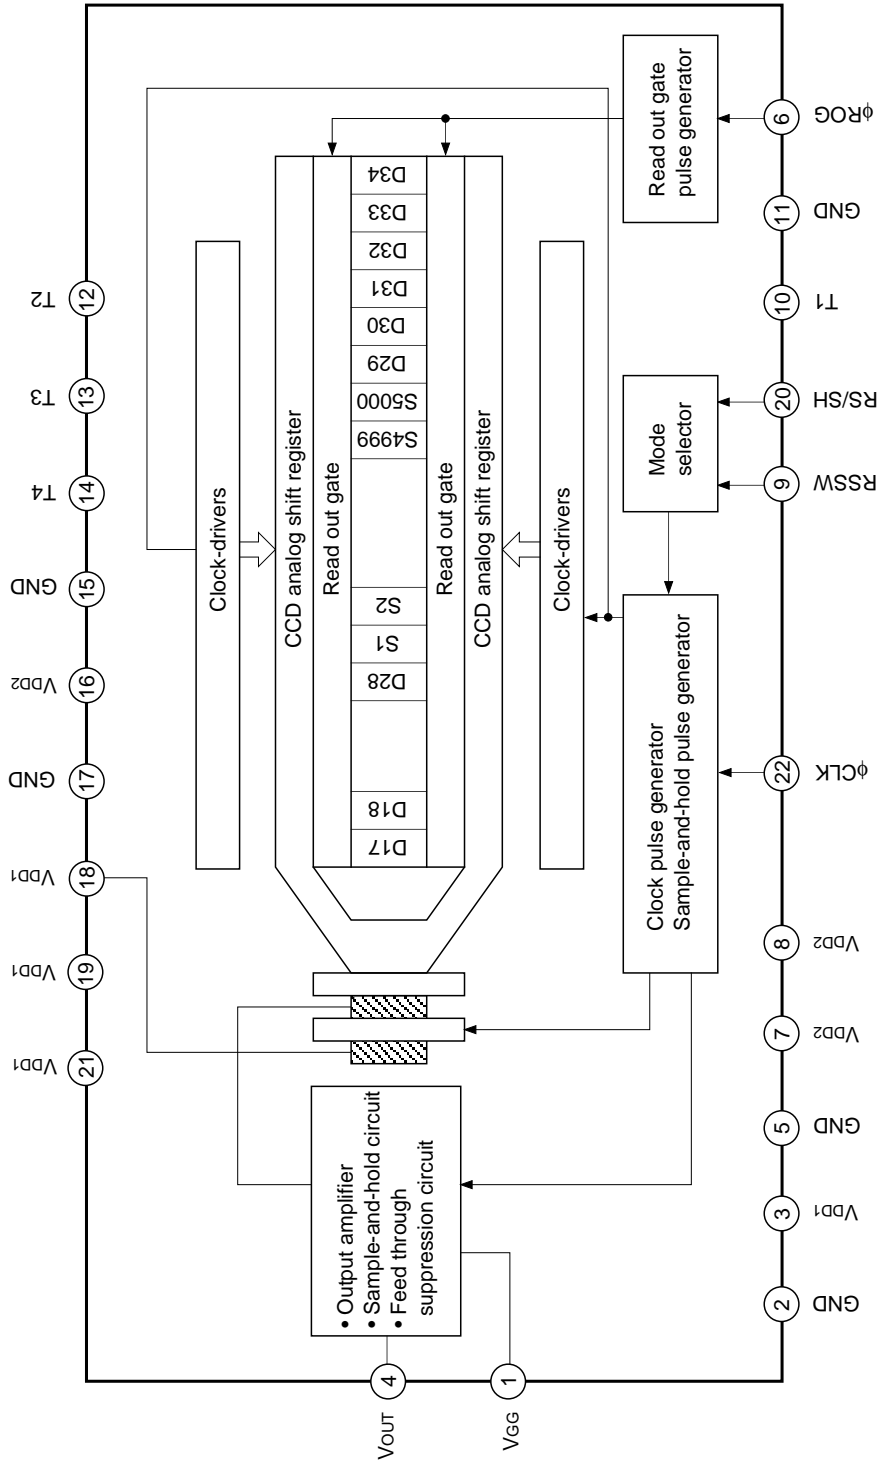 12
T2
13
T3
14
T4
15
GND
16
VDD2
17
GND
18
VDD1
19
VDD1
21
VDD1
Clock-drivers
CCD analog shift register
Read out gate
D17
D18
D28
S1
S2
S4999
S5000
D29
D30
D31
D32
D33
D34
Read out gate
CCD analog shift register
Clock-drivers
• Output amplifier
• Sample-and-hold circuit
• Feed through
suppression circuit
4
VOUT
1
VGG
Clock pulse generator
Sample-and-hold pulse generator
Mode
selector
Read out gate
pulse generator
2
GND
3
VDD1
5
GND
7
VDD2
8
VDD2
22
ϕCLK
9
RSSW
20
RS/SH
10
T1
11
GND
6
ϕROG